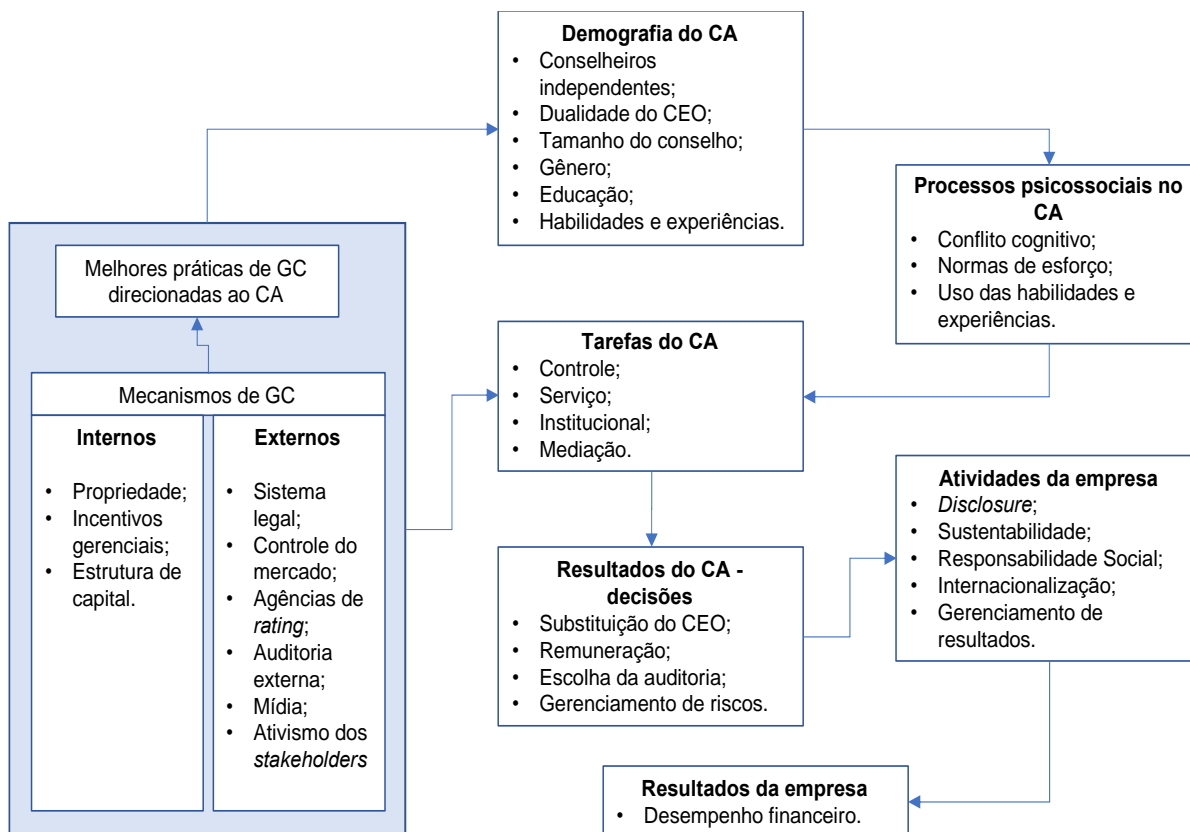 Demografia do CA
• Conselheiros
independentes;
• Dualidade do CEO;
• Tamanho do conselho;
• Gênero;
• Educação;
• Habilidades e experiências.
Processos psicossociais no
CA
• Conflito cognitivo;
• Normas de esforço;
• Uso das habilidades e
experiências.
Melhores práticas de GC
direcionadas ao CA
Mecanismos de GC
Internos
• Propriedade;
• Incentivos
gerenciais;
• Estrutura de
capital.
Externos
• Sistema
legal;
• Controle do
mercado;
• Agências de
rating;
• Auditoria
externa;
• Mídia;
• Ativismo dos
stakeholders
Tarefas do CA
• Controle;
• Serviço;
• Institucional;
• Mediação.
Resultados do CA -
decisões
• Substituição do CEO;
• Remuneração;
• Escolha da auditoria;
• Gerenciamento de riscos.
Atividades da empresa
• Disclosure;
• Sustentabilidade;
• Responsabilidade Social;
• Internacionalização;
• Gerenciamento de
resultados.
Resultados da empresa
• Desempenho financeiro.